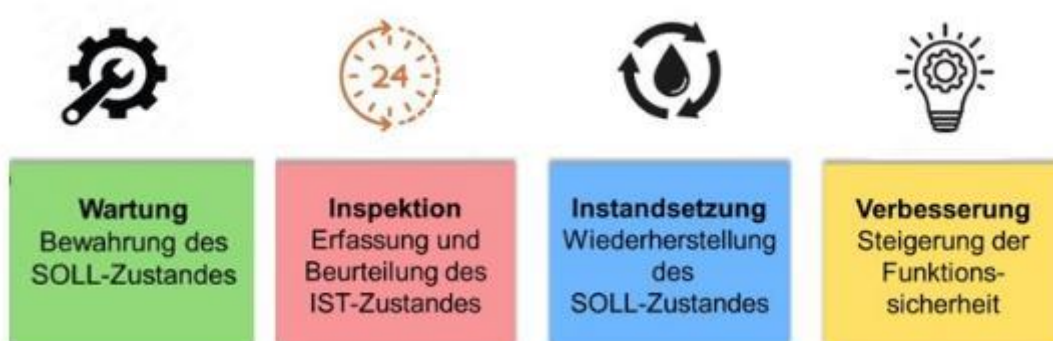 24
Wartung
Bewahrung des
SOLL-Zustandes
Inspektion
Erfassung und
Beurteilung des
IST-Zustandes
Instandsetzung
Wiederherstellung
des
SOLL-Zustandes
Verbesserung
Steigerung der
Funktions-
sicherheit